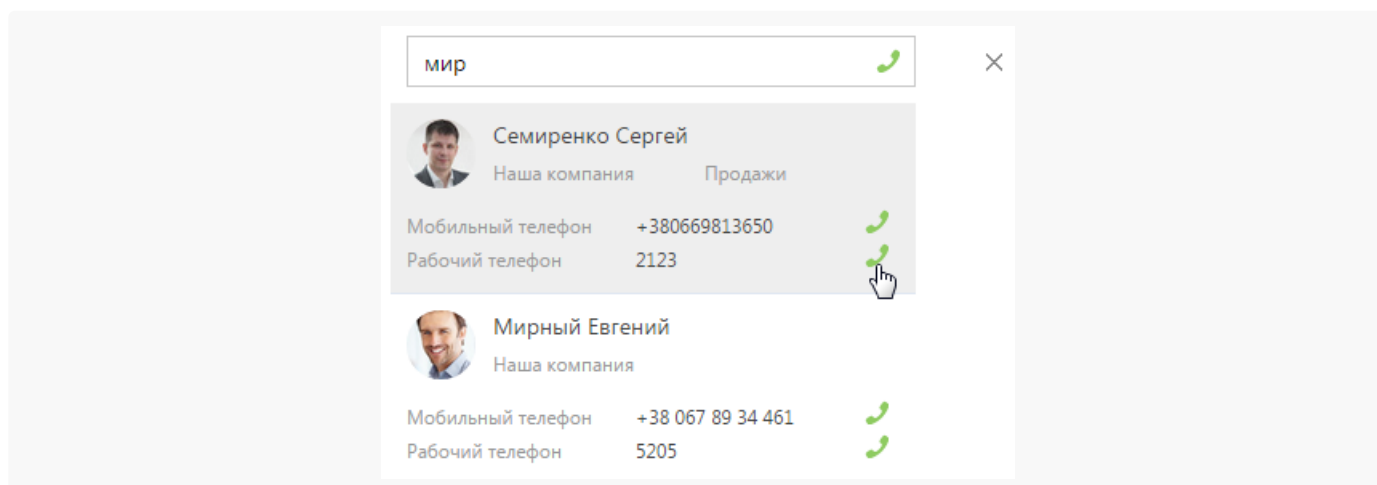 мир
Семиренко Сергей
Наша компания Продажи
Мобильный телефон +380669813650
Рабочий телефон 2123
Мирный Евгений
Наша компания
Мобильный телефон +38 067 89 34 461
Рабочий телефон 5205